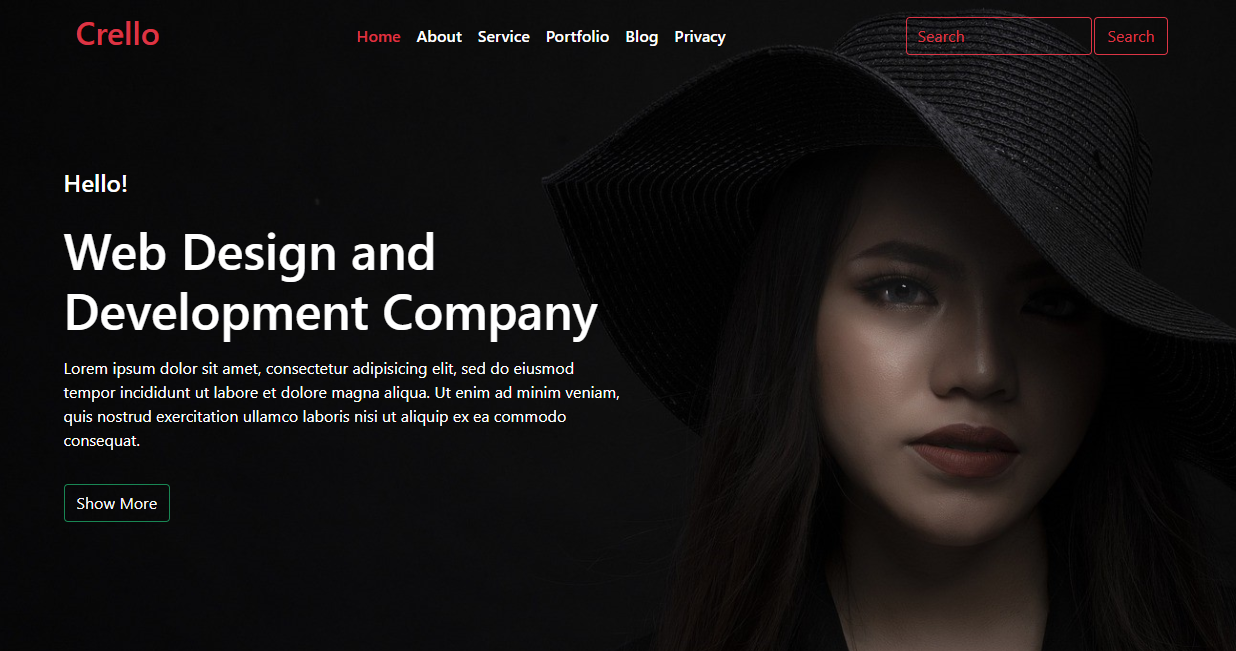 Crello
Home About Service Portfolio Blog Privacy
Search Search
Hello!
Web Design and
Development Company
Lorem ipsum dolor sit amet, consectetur adipisicing elit, sed do eiusmod
tempor incididunt ut labore et dolore magna aliqua. Ut enim ad minim veniam,
quis nostrud exercitation ullamco laboris nisi ut aliquip ex ea commodo
consequat.
Show More